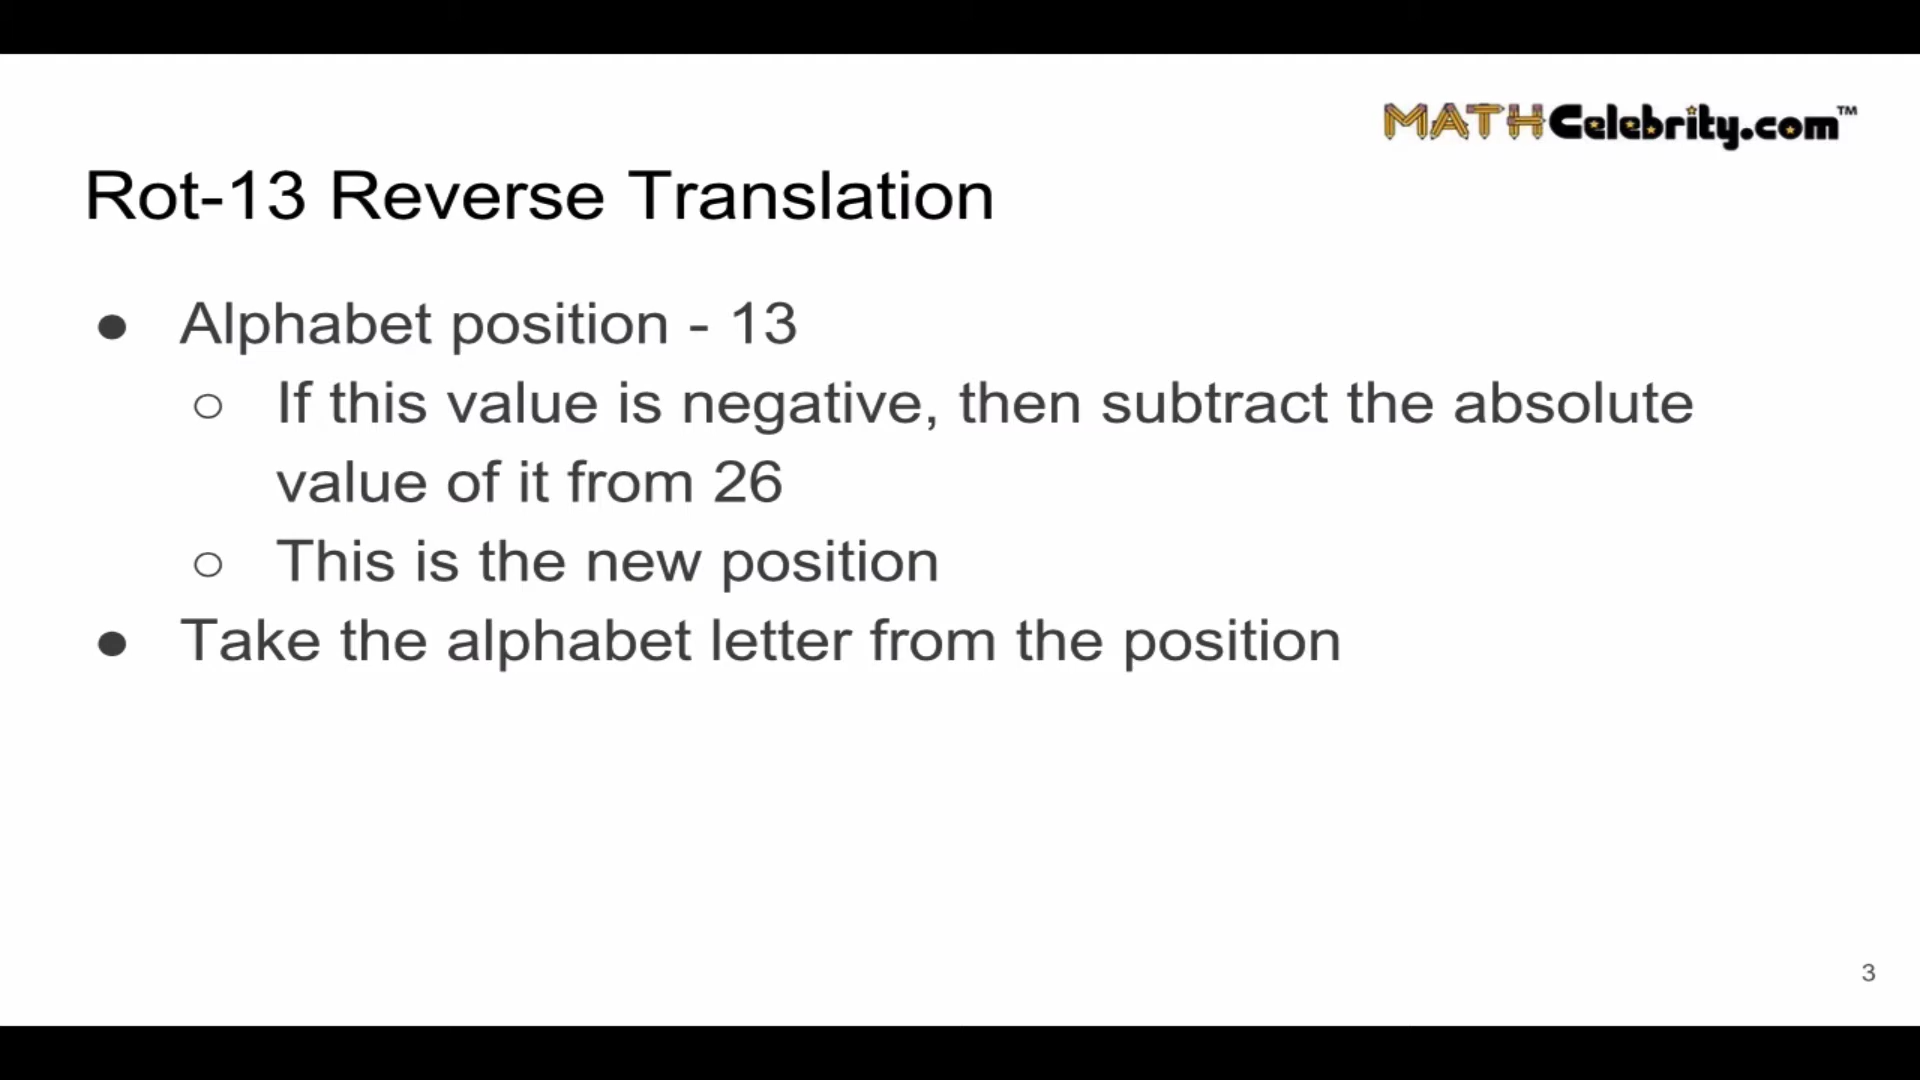 MATHCelebrity.com™
Rot-13 Reverse Translation
● Alphabet position - 13
○ If this value is negative, then subtract the absolute
value of it from 26
○ This is the new position
● Take the alphabet letter from the position
3